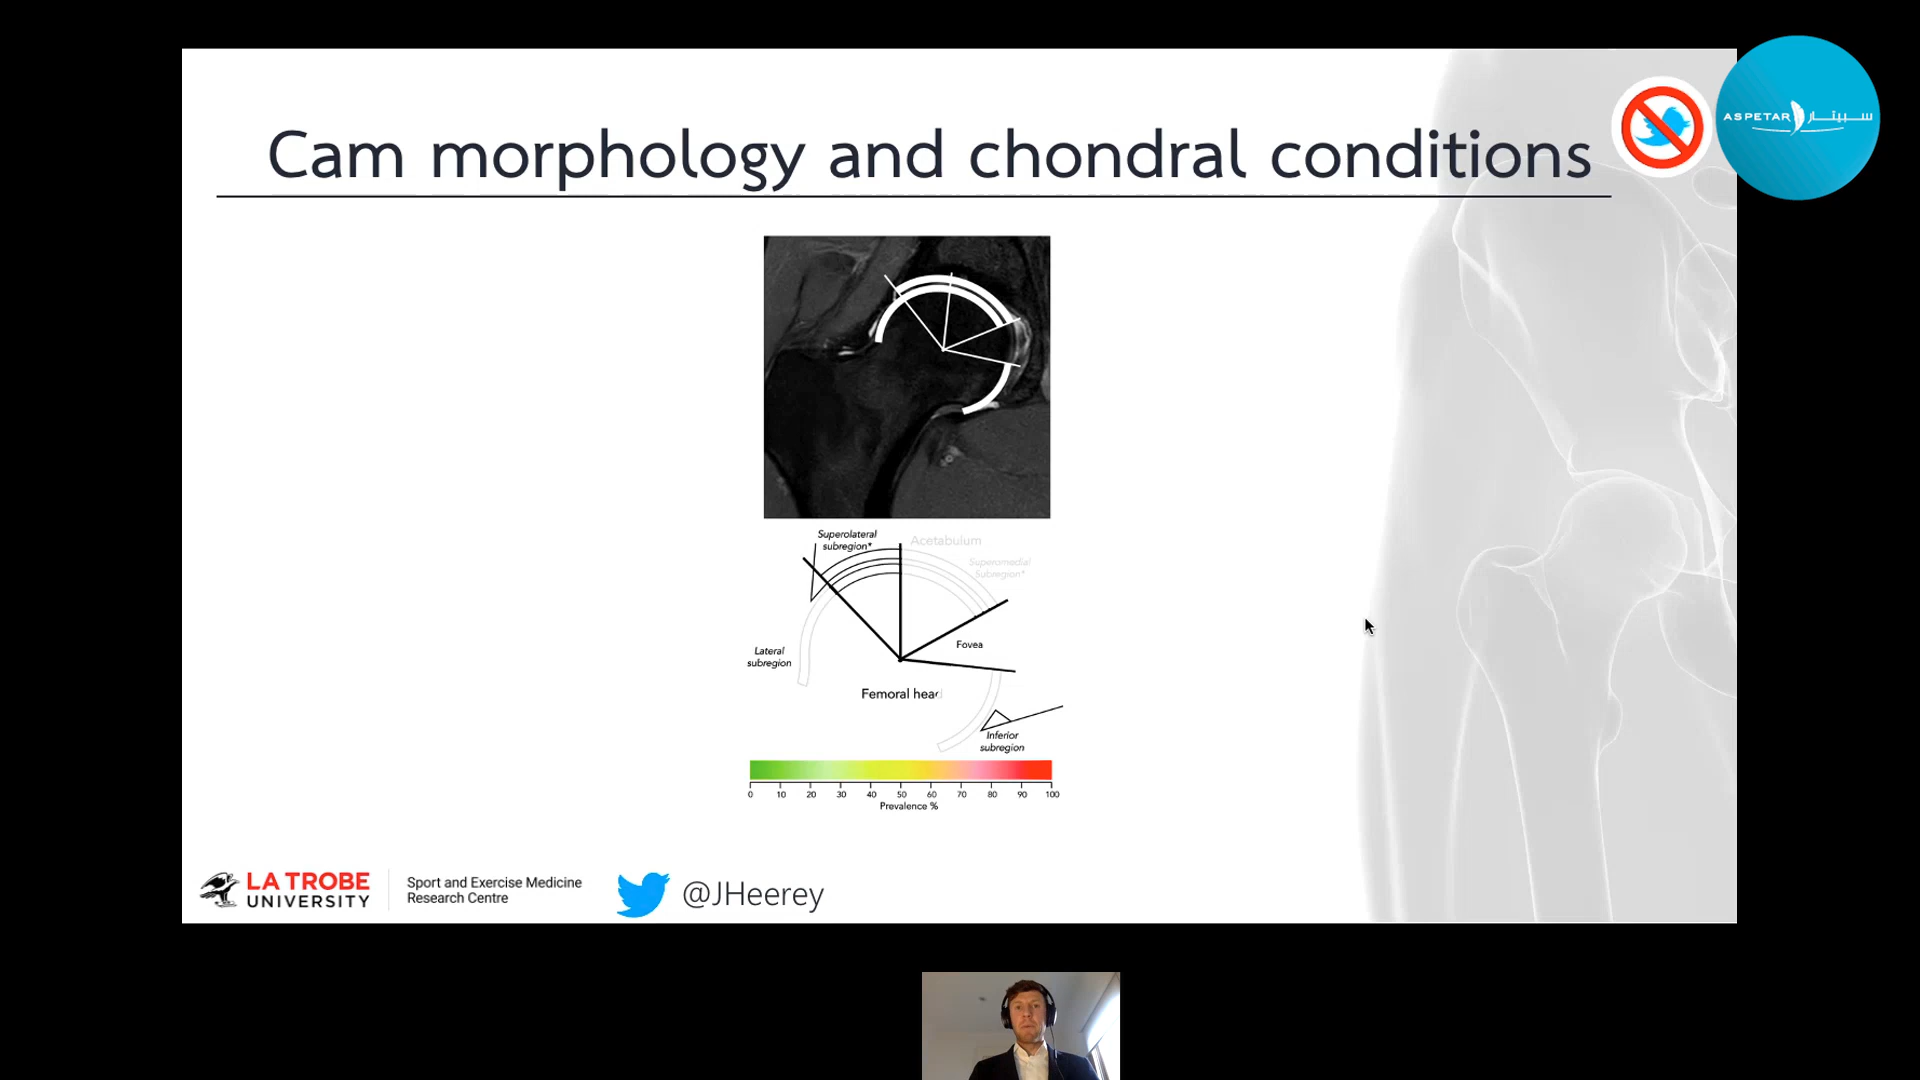 Cam morphology and chondral conditions
ASPETAR سبيتار
Superolateral
subregion*
Acetabulum
Superomedial
Subregion*
Fovea
Lateral
subregion
Femoral head
Inferior
subregion
0 10 20 30 40 50 60 70 80 90 100
Prevalence %
LA TROBE
UNIVERSITY
Sport and Exercise Medicine
Research Centre
@JHeerey